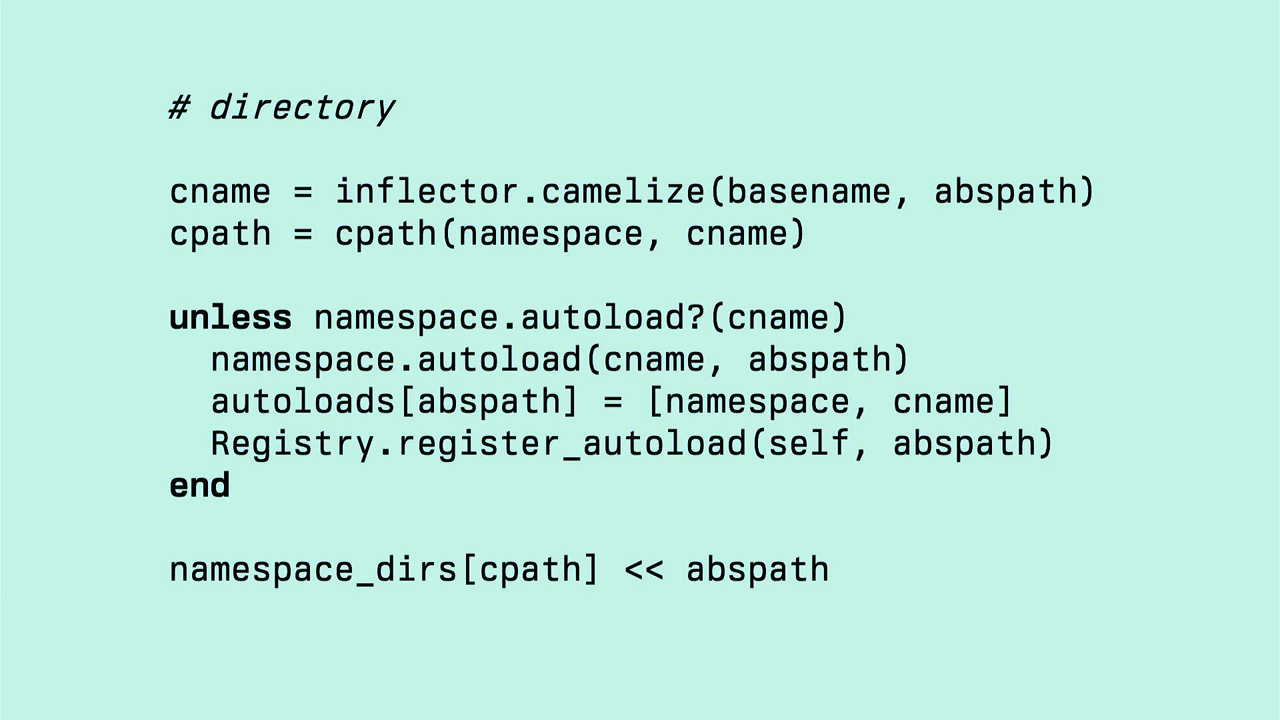 # directory
cname = inflector.camelize(basename, abspath)
cpath = cpath(namespace, cname)
unless namespace.autoload?(cname)
  namespace.autoload(cname, abspath)
  autoloads[abspath] = [namespace, cname]
  Registry.register_autoload(self, abspath)
end
namespace_dirs[cpath] << abspath